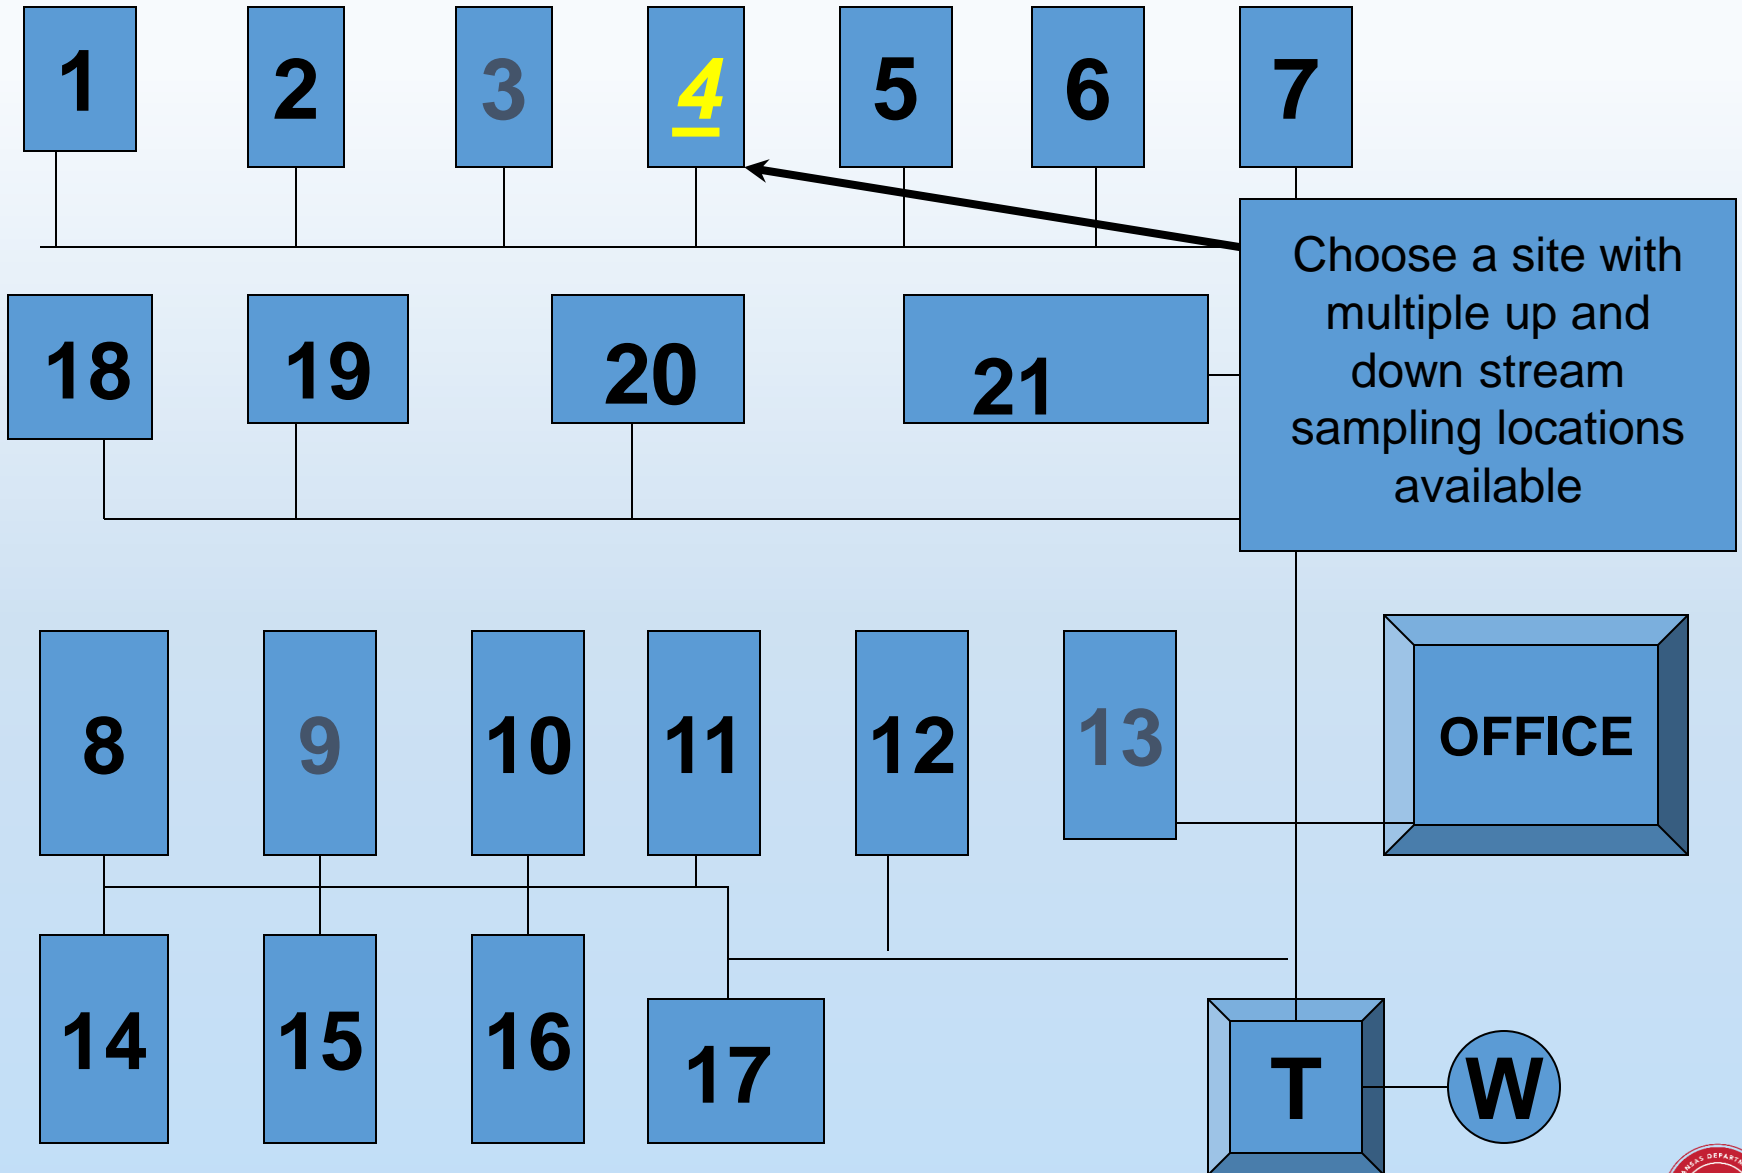 1 2 3 4 5 6 7
Choose a site with
multiple up and
down stream
sampling locations
available
18 19 20 21
8 9 10 11 12 13 OFFICE
14 15 16 17 T W